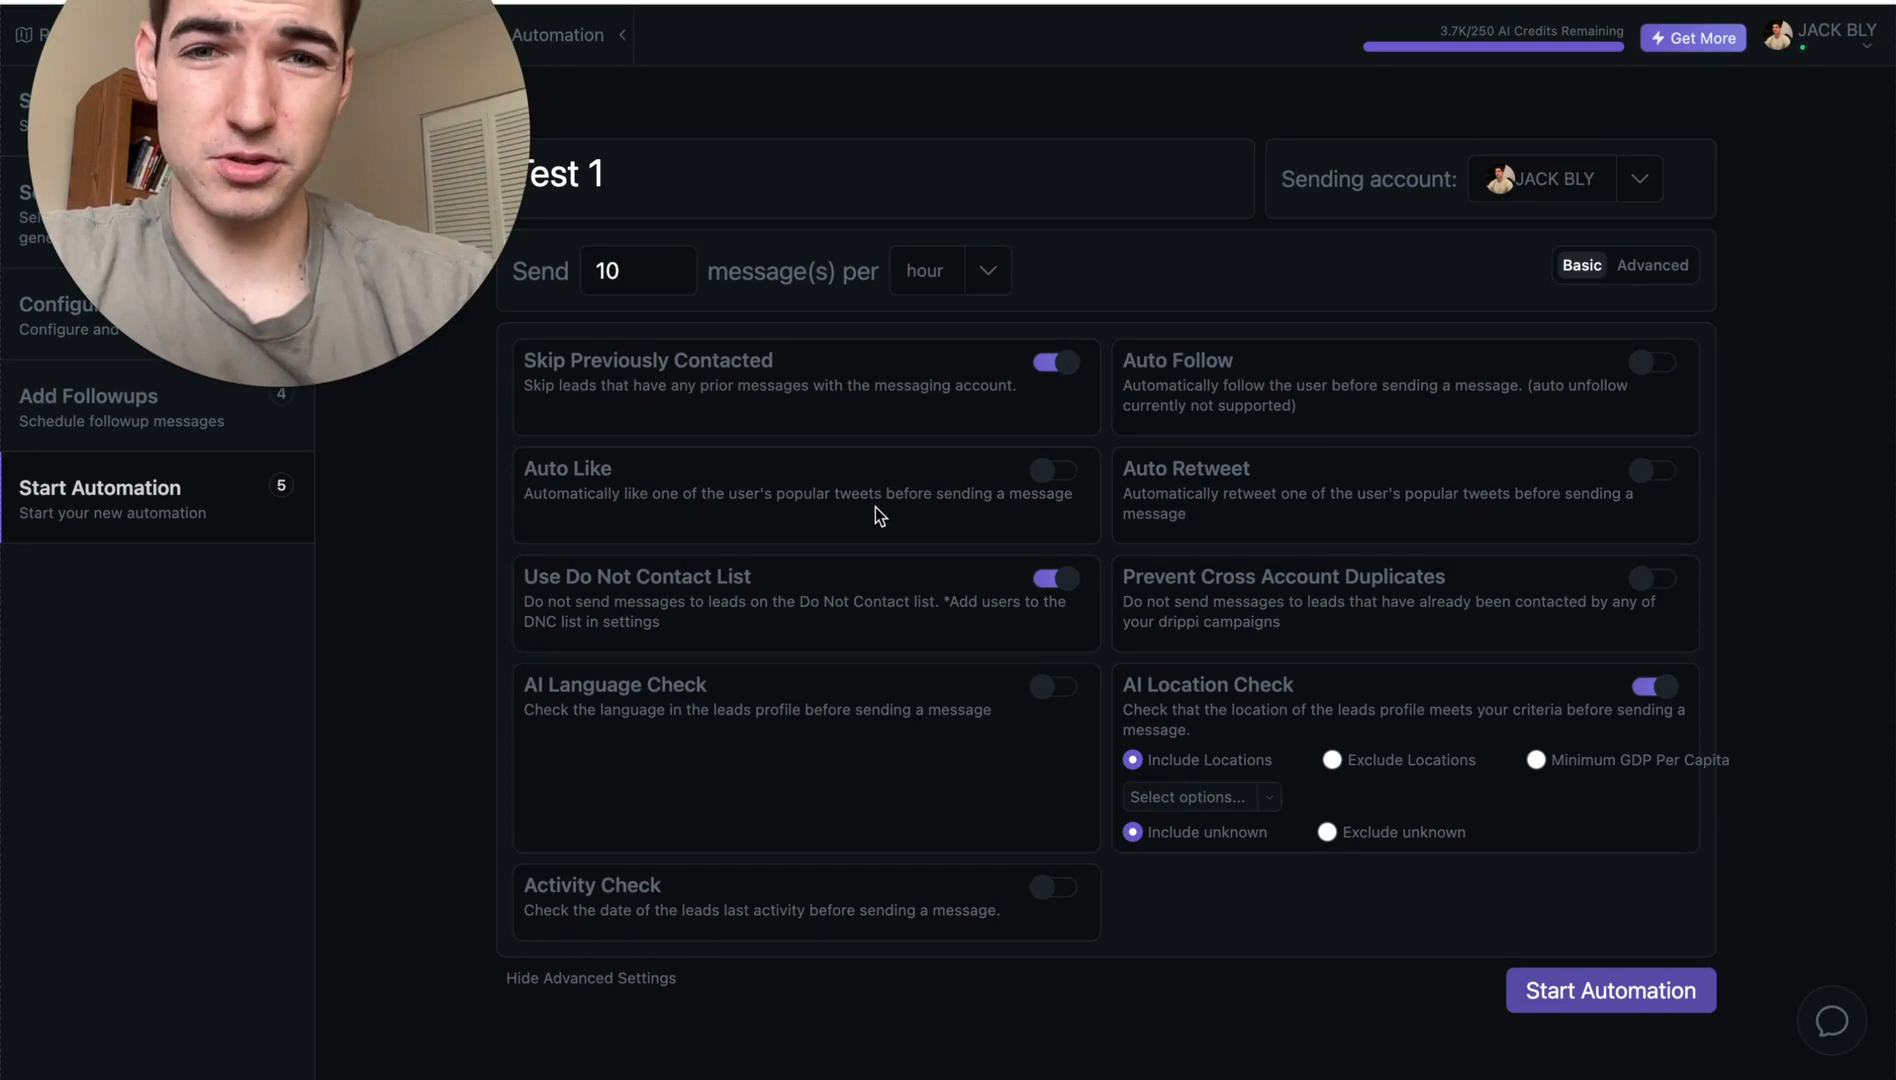 Automation
3.7K/250 AI Credits Remaining
Get More
JACK BLY
Test 1
Sending account:
JACK BLY
Send
10
message(s) per
hour
Basic
Advanced
Configu
Configure and
Add Followups
4
Schedule followup messages
Start Automation
5
Start your new automation
Skip Previously Contacted
Skip leads that have any prior messages with the messaging account.
Auto Follow
Automatically follow the user before sending a message. (auto unfollow
currently not supported)
Auto Like
Automatically like one of the user's popular tweets before sending a message
Auto Retweet
Automatically retweet one of the user's popular tweets before sending a
message
Use Do Not Contact List
Do not send messages to leads on the Do Not Contact list. *Add users to the
DNC list in settings
Prevent Cross Account Duplicates
Do not send messages to leads that have already been contacted by any of
your drippi campaigns
AI Language Check
Check the language in the leads profile before sending a message
AI Location Check
Check that the location of the leads profile meets your criteria before sending a
message.
Include Locations
Exclude Locations
Minimum GDP Per Capita
Select options...
Include unknown
Exclude unknown
Activity Check
Check the date of the leads last activity before sending a message.
Hide Advanced Settings
Start Automation